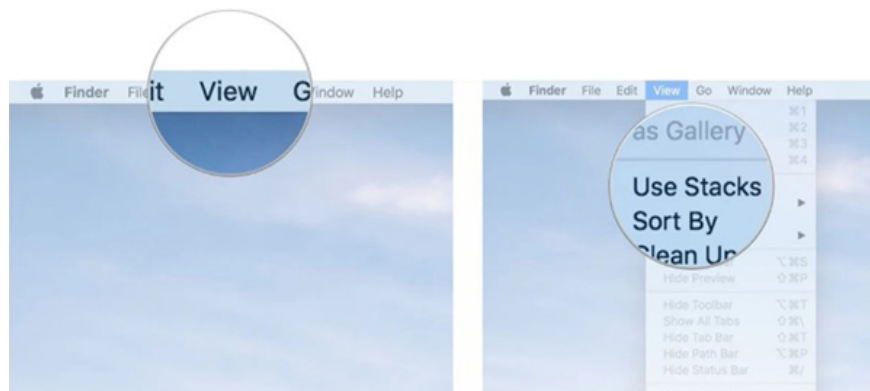 Finder File it View G Window Help
Finder File Edit View Go Window Help
⌘1
as Gallery ⌘2
⌘3
⌘4
Use Stacks
Sort By
Clean Up
⌥⌘S
Hide Preview ⇧⌘P
Hide Toolbar ⌥⌘T
Show All Tabs ⇧⌘\
Hide Tab Bar ⇧⌘T
Hide Path Bar ⌥⌘P
Hide Status Bar ⌘/